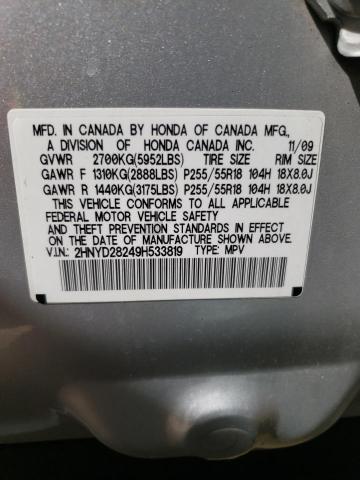 MFD. IN CANADA BY HONDA OF CANADA MFG.,
A DIVISION OF HONDA CANADA INC. 11/09
GVWR 2700KG(5952LBS) TIRE SIZE RIM SIZE
GAWR F 1310KG(2888LBS) P255/55R18 104H 18X8.0J
GAWR R 1440KG(3175LBS) P255/55R18 104H 18X8.0J
THIS VEHICLE CONFORMS TO ALL APPLICABLE
FEDERAL MOTOR VEHICLE SAFETY
AND THEFT PREVENTION STANDARDS IN EFFECT
ON THE DATE OF MANUFACTURE SHOWN ABOVE.
V.I.N.: 2HNYD28249H533819 TYPE: MPV